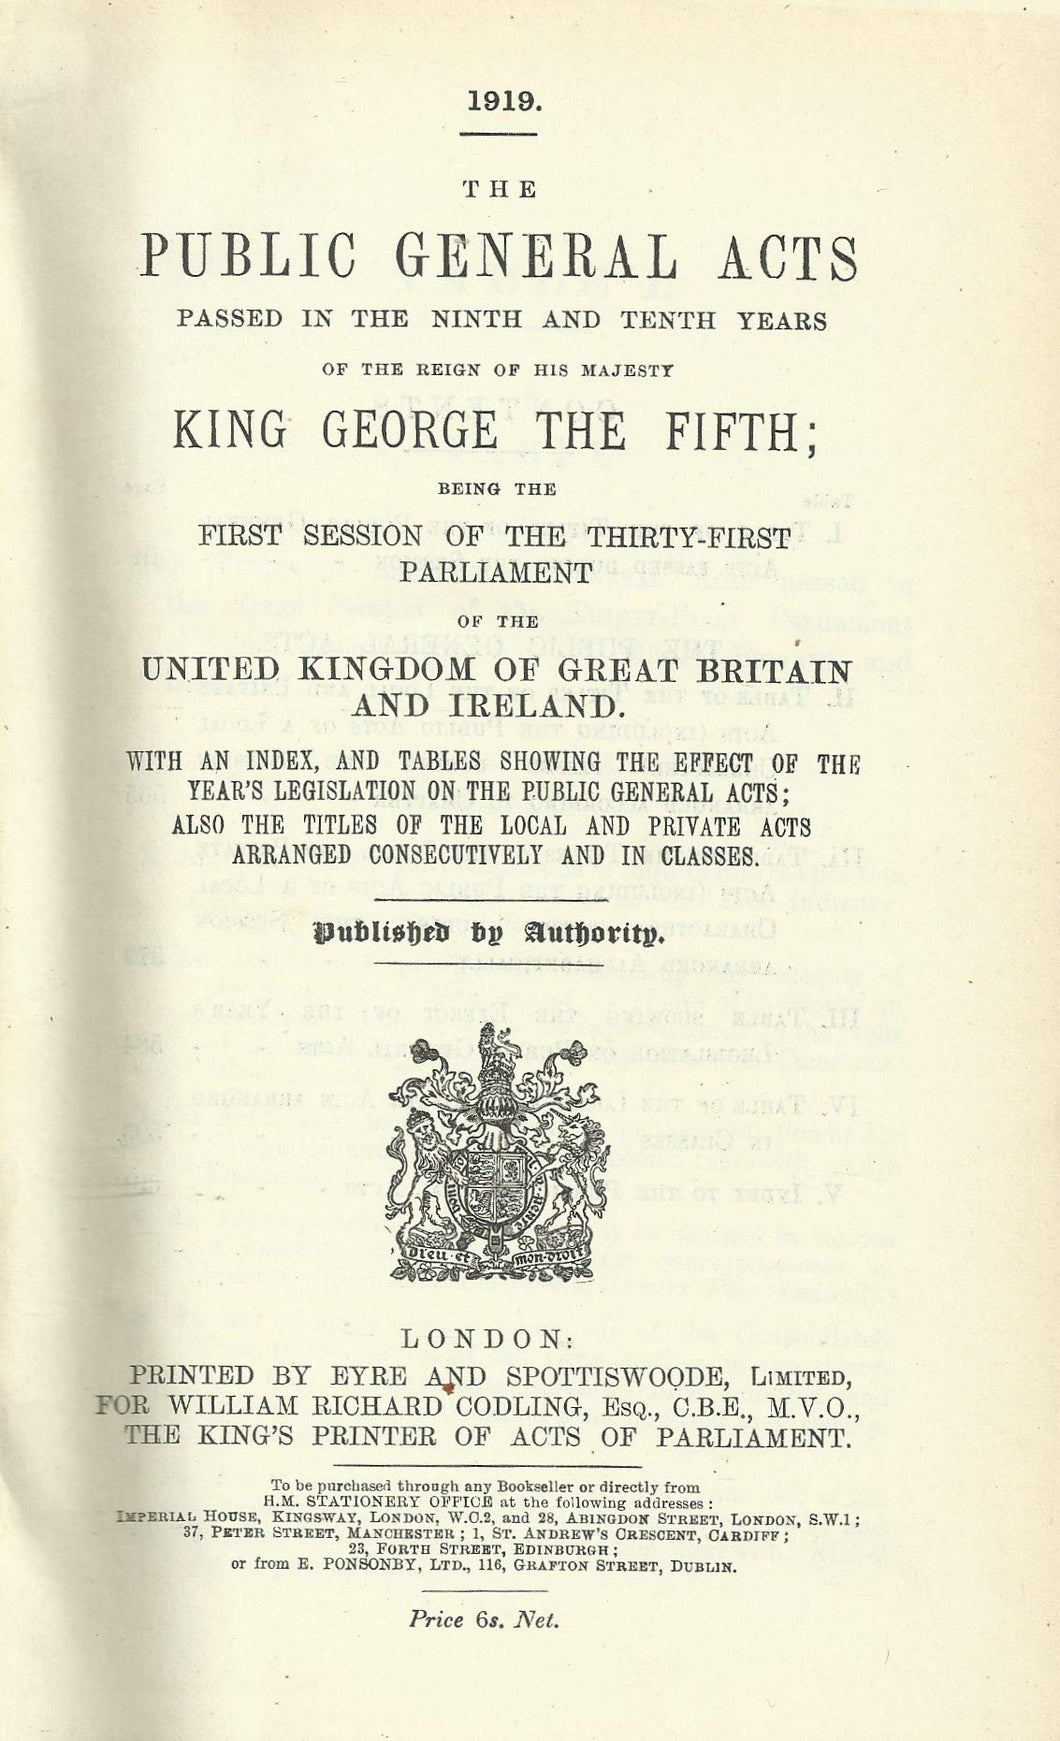 1919.
THE
PUBLIC GENERAL ACTS
PASSED IN THE NINTH AND TENTH YEARS
OF THE REIGN OF HIS MAJESTY
KING GEORGE THE FIFTH;
BEING THE
FIRST SESSION OF THE THIRTY-FIRST
PARLIAMENT
OF THE
UNITED KINGDOM OF GREAT BRITAIN
AND IRELAND.
WITH AN INDEX, AND TABLES SHOWING THE EFFECT OF THE
YEAR'S LEGISLATION ON THE PUBLIC GENERAL ACTS;
ALSO THE TITLES OF THE LOCAL AND PRIVATE ACTS
ARRANGED CONSECUTIVELY AND IN CLASSES.
Published by Authority.
DIEU ET MON DROIT
LONDON:
PRINTED BY EYRE AND SPOTTISWOODE, LIMITED,
FOR WILLIAM RICHARD CODLING, ESQ., C.B.E., M.V.O.,
THE KING'S PRINTER OF ACTS OF PARLIAMENT.
To be purchased through any Bookseller or directly from
H.M. STATIONERY OFFICE at the following addresses:
IMPERIAL HOUSE, KINGSWAY, LONDON, W.C.2, and 28, ABINGDON STREET, LONDON, S.W.1;
37, PETER STREET, MANCHESTER; 1, ST. ANDREW'S CRESCENT, CARDIFF;
23, FORTH STREET, EDINBURGH;
or from E. PONSONBY, LTD., 116, GRAFTON STREET, DUBLIN.
Price 6s. Net.